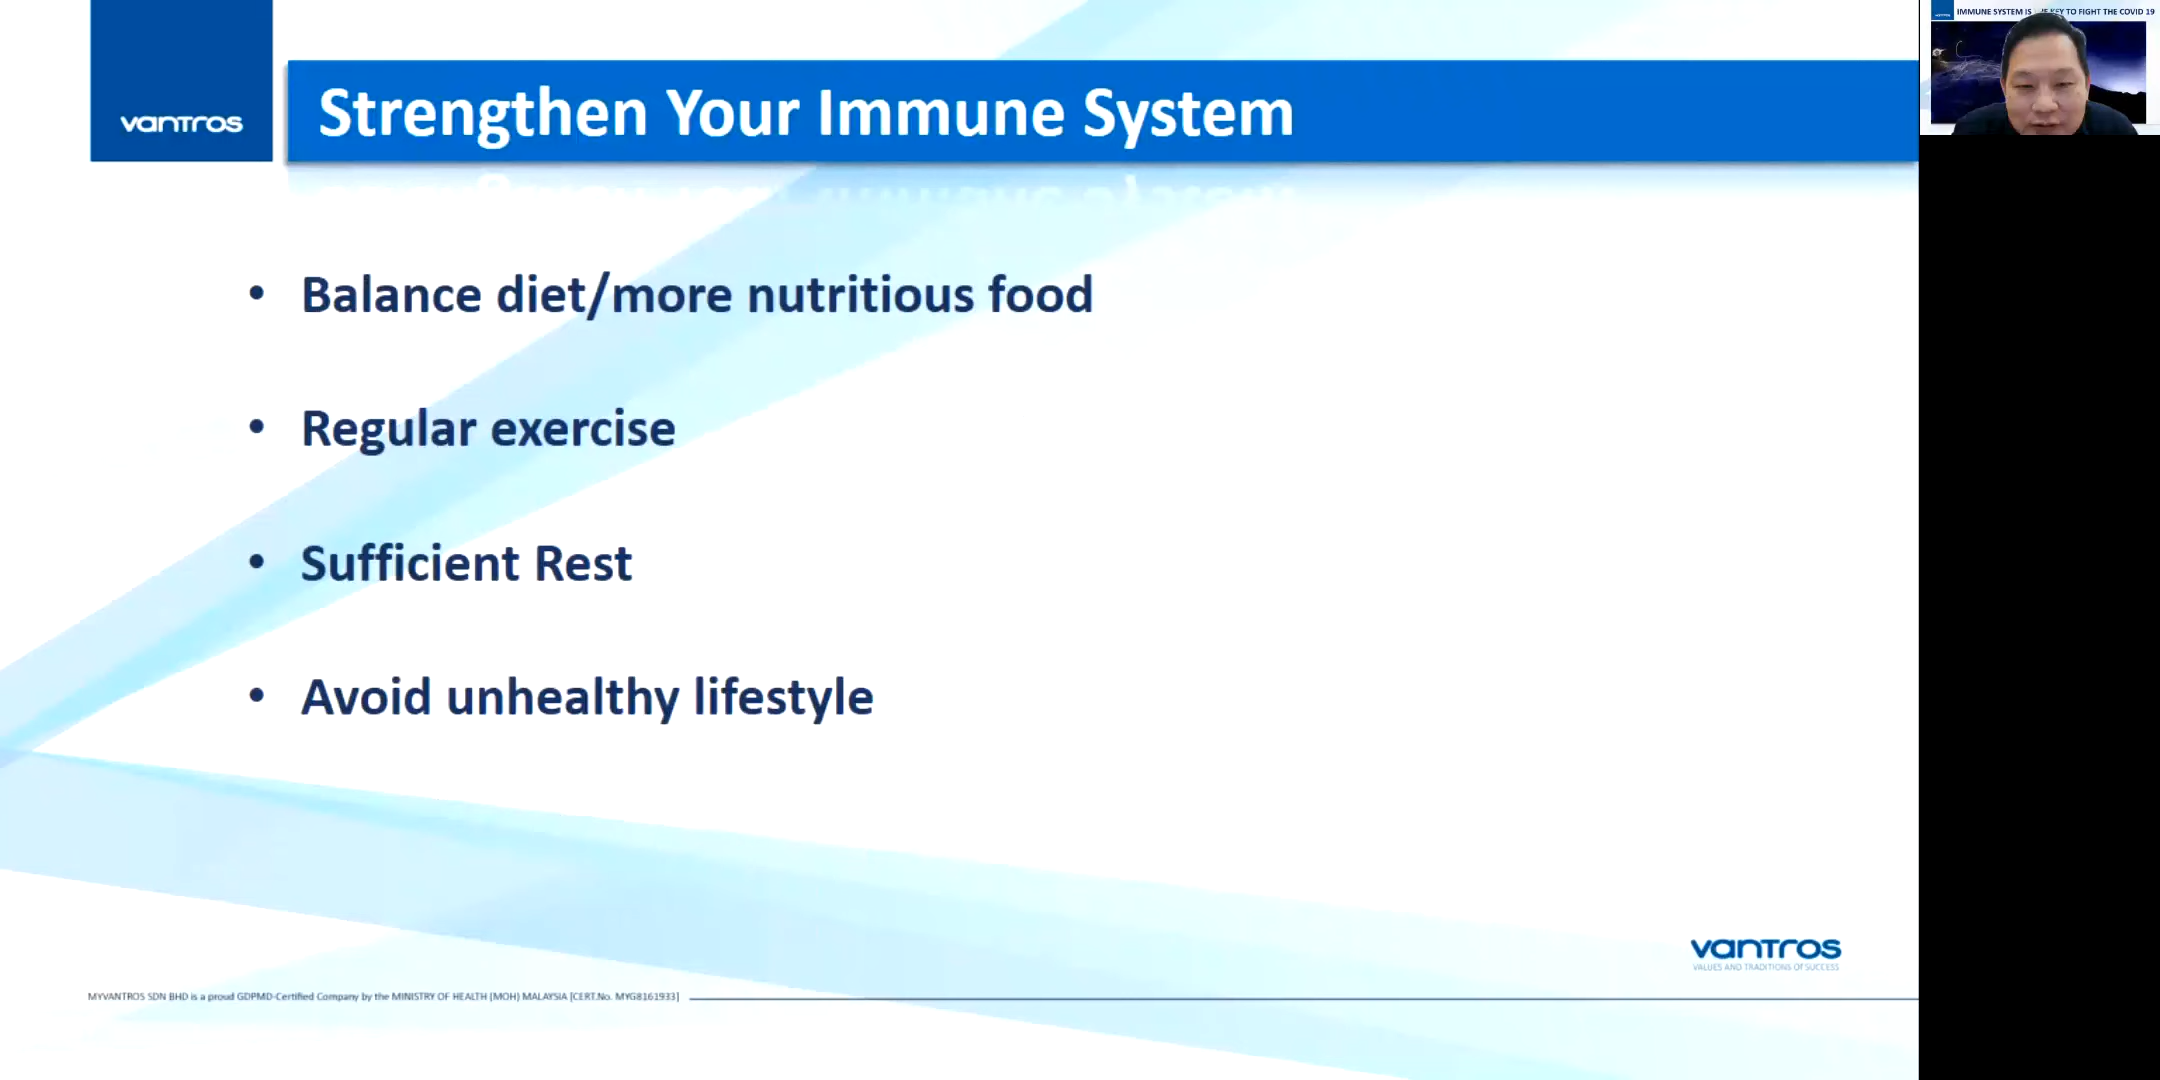 vantros
Strengthen Your Immune System
IMMUNE SYSTEM IS KEY TO FIGHT THE COVID 19
• Balance diet/more nutritious food
• Regular exercise
• Sufficient Rest
• Avoid unhealthy lifestyle
vantros
VALUES AND TRADITIONS OF SUCCESS
MYVANTROS SDN BHD is a proud GDPMD-Certified Company by the MINISTRY OF HEALTH (MOH) MALAYSIA [CERT.No. MYG8161933]